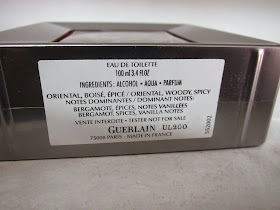 EAU DE TOILETTE
100 ml 3.4 FL.OZ
INGREDIENTS: ALCOHOL • AQUA • PARFUM
ORIENTAL, BOISÉ, ÉPICÉ / ORIENTAL, WOODY, SPICY
NOTES DOMINANTES / DOMINANT NOTES:
BERGAMOTE, ÉPICES, NOTES VANILLÉES
BERGAMOT, SPICES, VANILLA NOTES
VENTE INTERDITE • TESTER NOT FOR SALE
GUERLAIN UL200
75008 PARIS - MADE IN FRANCE